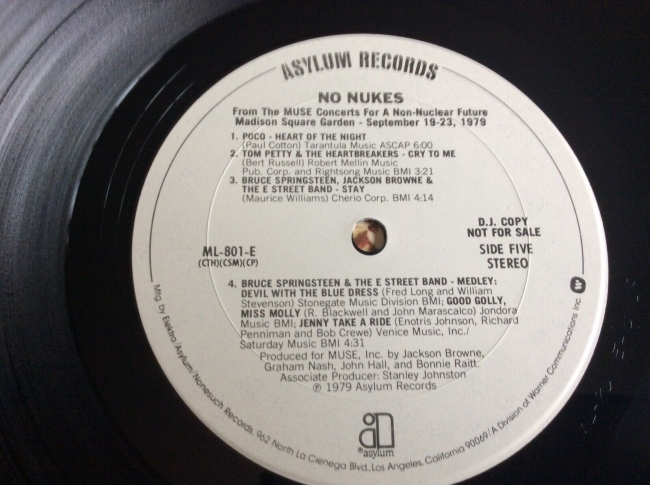 ASYLUM RECORDS
NO NUKES
From The MUSE Concerts For A Non-Nuclear Future
Madison Square Garden - September 19-23, 1979
1. POCO - HEART OF THE NIGHT
(Paul Cotton) Tarantula Music ASCAP 6:00
2. TOM PETTY & THE HEARTBREAKERS - CRY TO ME
(Bert Russell) Robert Mellin Music
Pub. Corp. and Rightsong Music BMI 3:21
3. BRUCE SPRINGSTEEN, JACKSON BROWNE &
THE E STREET BAND - STAY
(Maurice Williams) Cherio Corp. BMI 4:14
D.J. COPY
NOT FOR SALE
ML-801-E
(CTH)(CSM)(CP)
SIDE FIVE
STEREO
4. BRUCE SPRINGSTEEN & THE E STREET BAND - MEDLEY:
DEVIL WITH THE BLUE DRESS (Fred Long and William
Stevenson) Stonegate Music Division BMI; GOOD GOLLY,
MISS MOLLY (R. Blackwell and John Marascalco) Jondora
Music BMI; JENNY TAKE A RIDE (Enotris Johnson, Richard
Penniman and Bob Crewe) Venice Music, Inc./
Saturday Music BMI 4:31
Produced for MUSE, Inc. by Jackson Browne,
Graham Nash, John Hall, and Bonnie Raitt.
Associate Producer: Stanley Johnston
℗ 1979 Asylum Records
®asylum
Mfg. by Elektra/Asylum/Nonesuch Records, 962 North La Cienega Blvd., Los Angeles, California 90069/A Division of Warner Communications Inc.